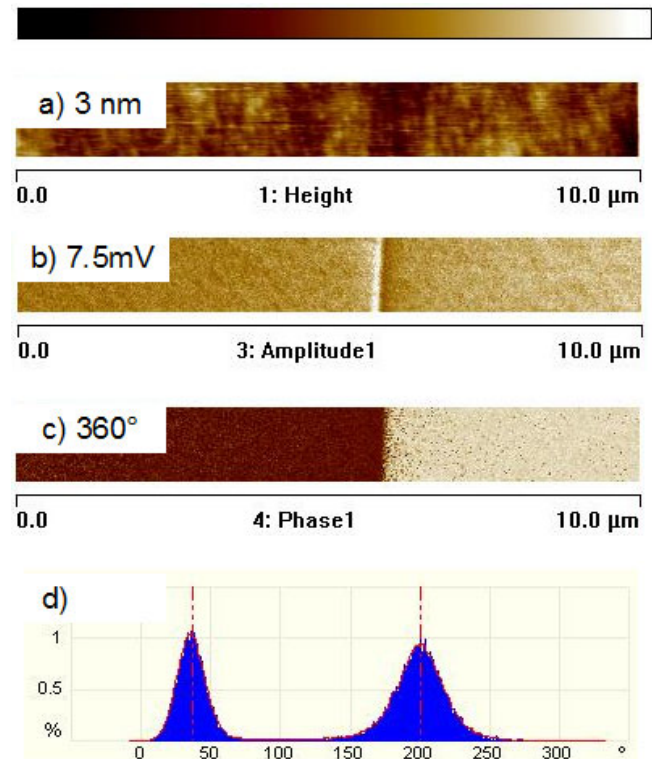 a) 3 nm
0.0 1: Height 10.0 µm
b) 7.5mV
0.0 3: Amplitude1 10.0 µm
c) 360°
0.0 4: Phase1 10.0 µm
d)
1
0.5
%
0 50 100 150 200 250 300 °